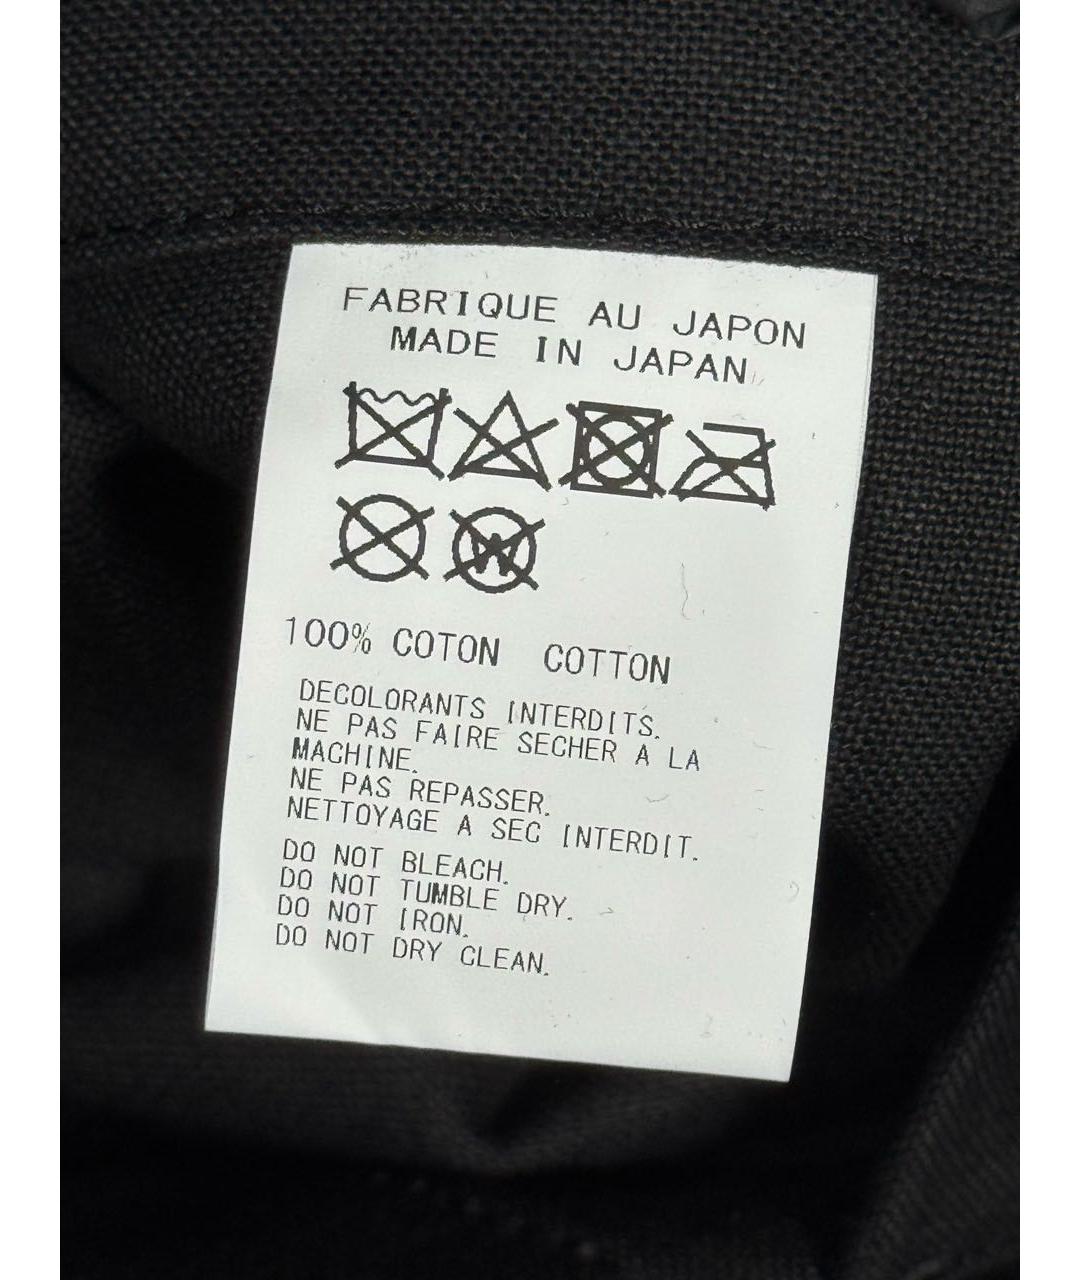 FABRIQUE AU JAPON
MADE IN JAPAN
W
100% COTON COTTON
DECOLORANTS INTERDITS.
NE PAS FAIRE SECHER A LA
MACHINE.
NE PAS REPASSER.
NETTOYAGE A SEC INTERDIT.
DO NOT BLEACH.
DO NOT TUMBLE DRY.
DO NOT IRON.
DO NOT DRY CLEAN.